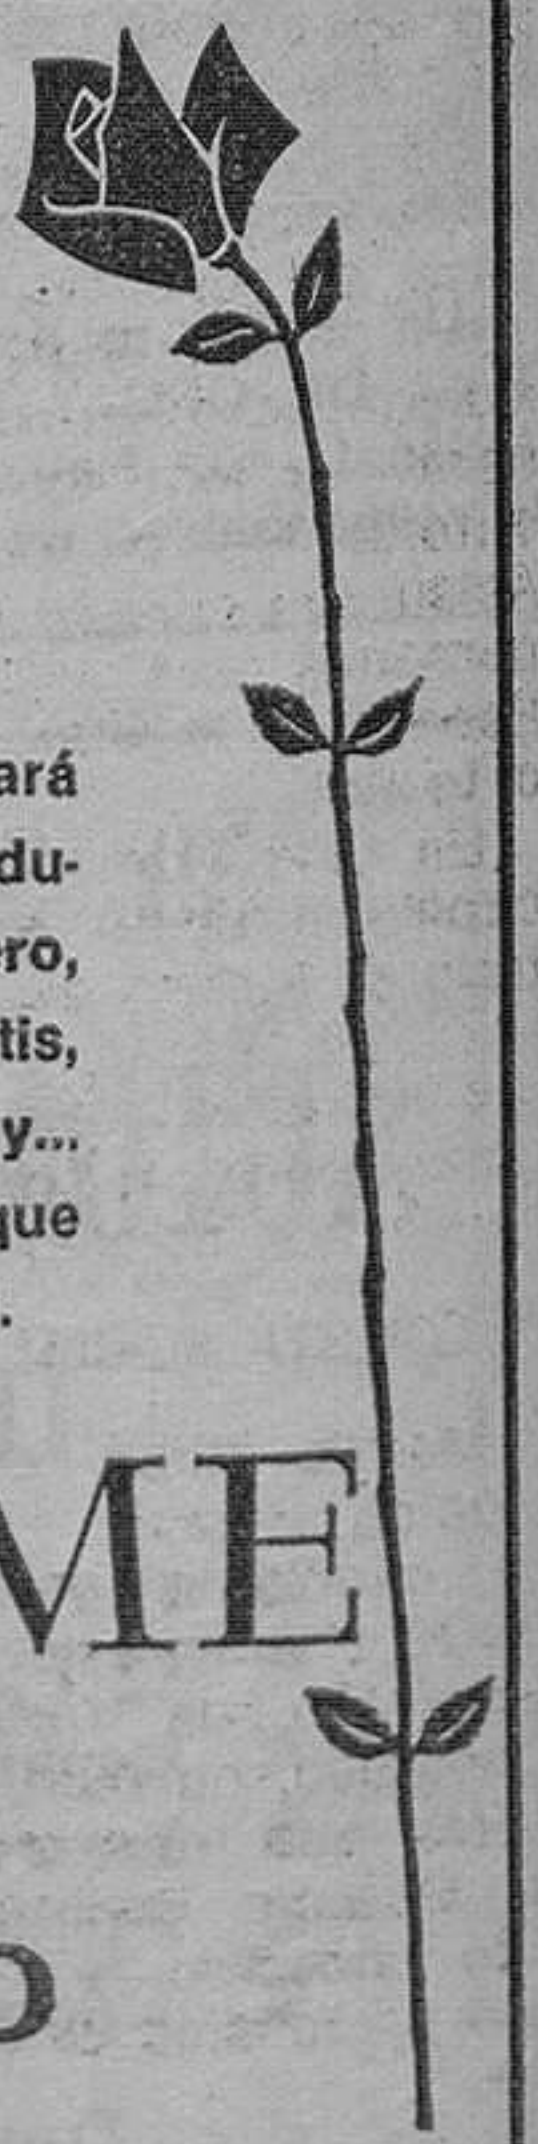 ará
du-
ero,
tis,
y...
que
.
ME
O